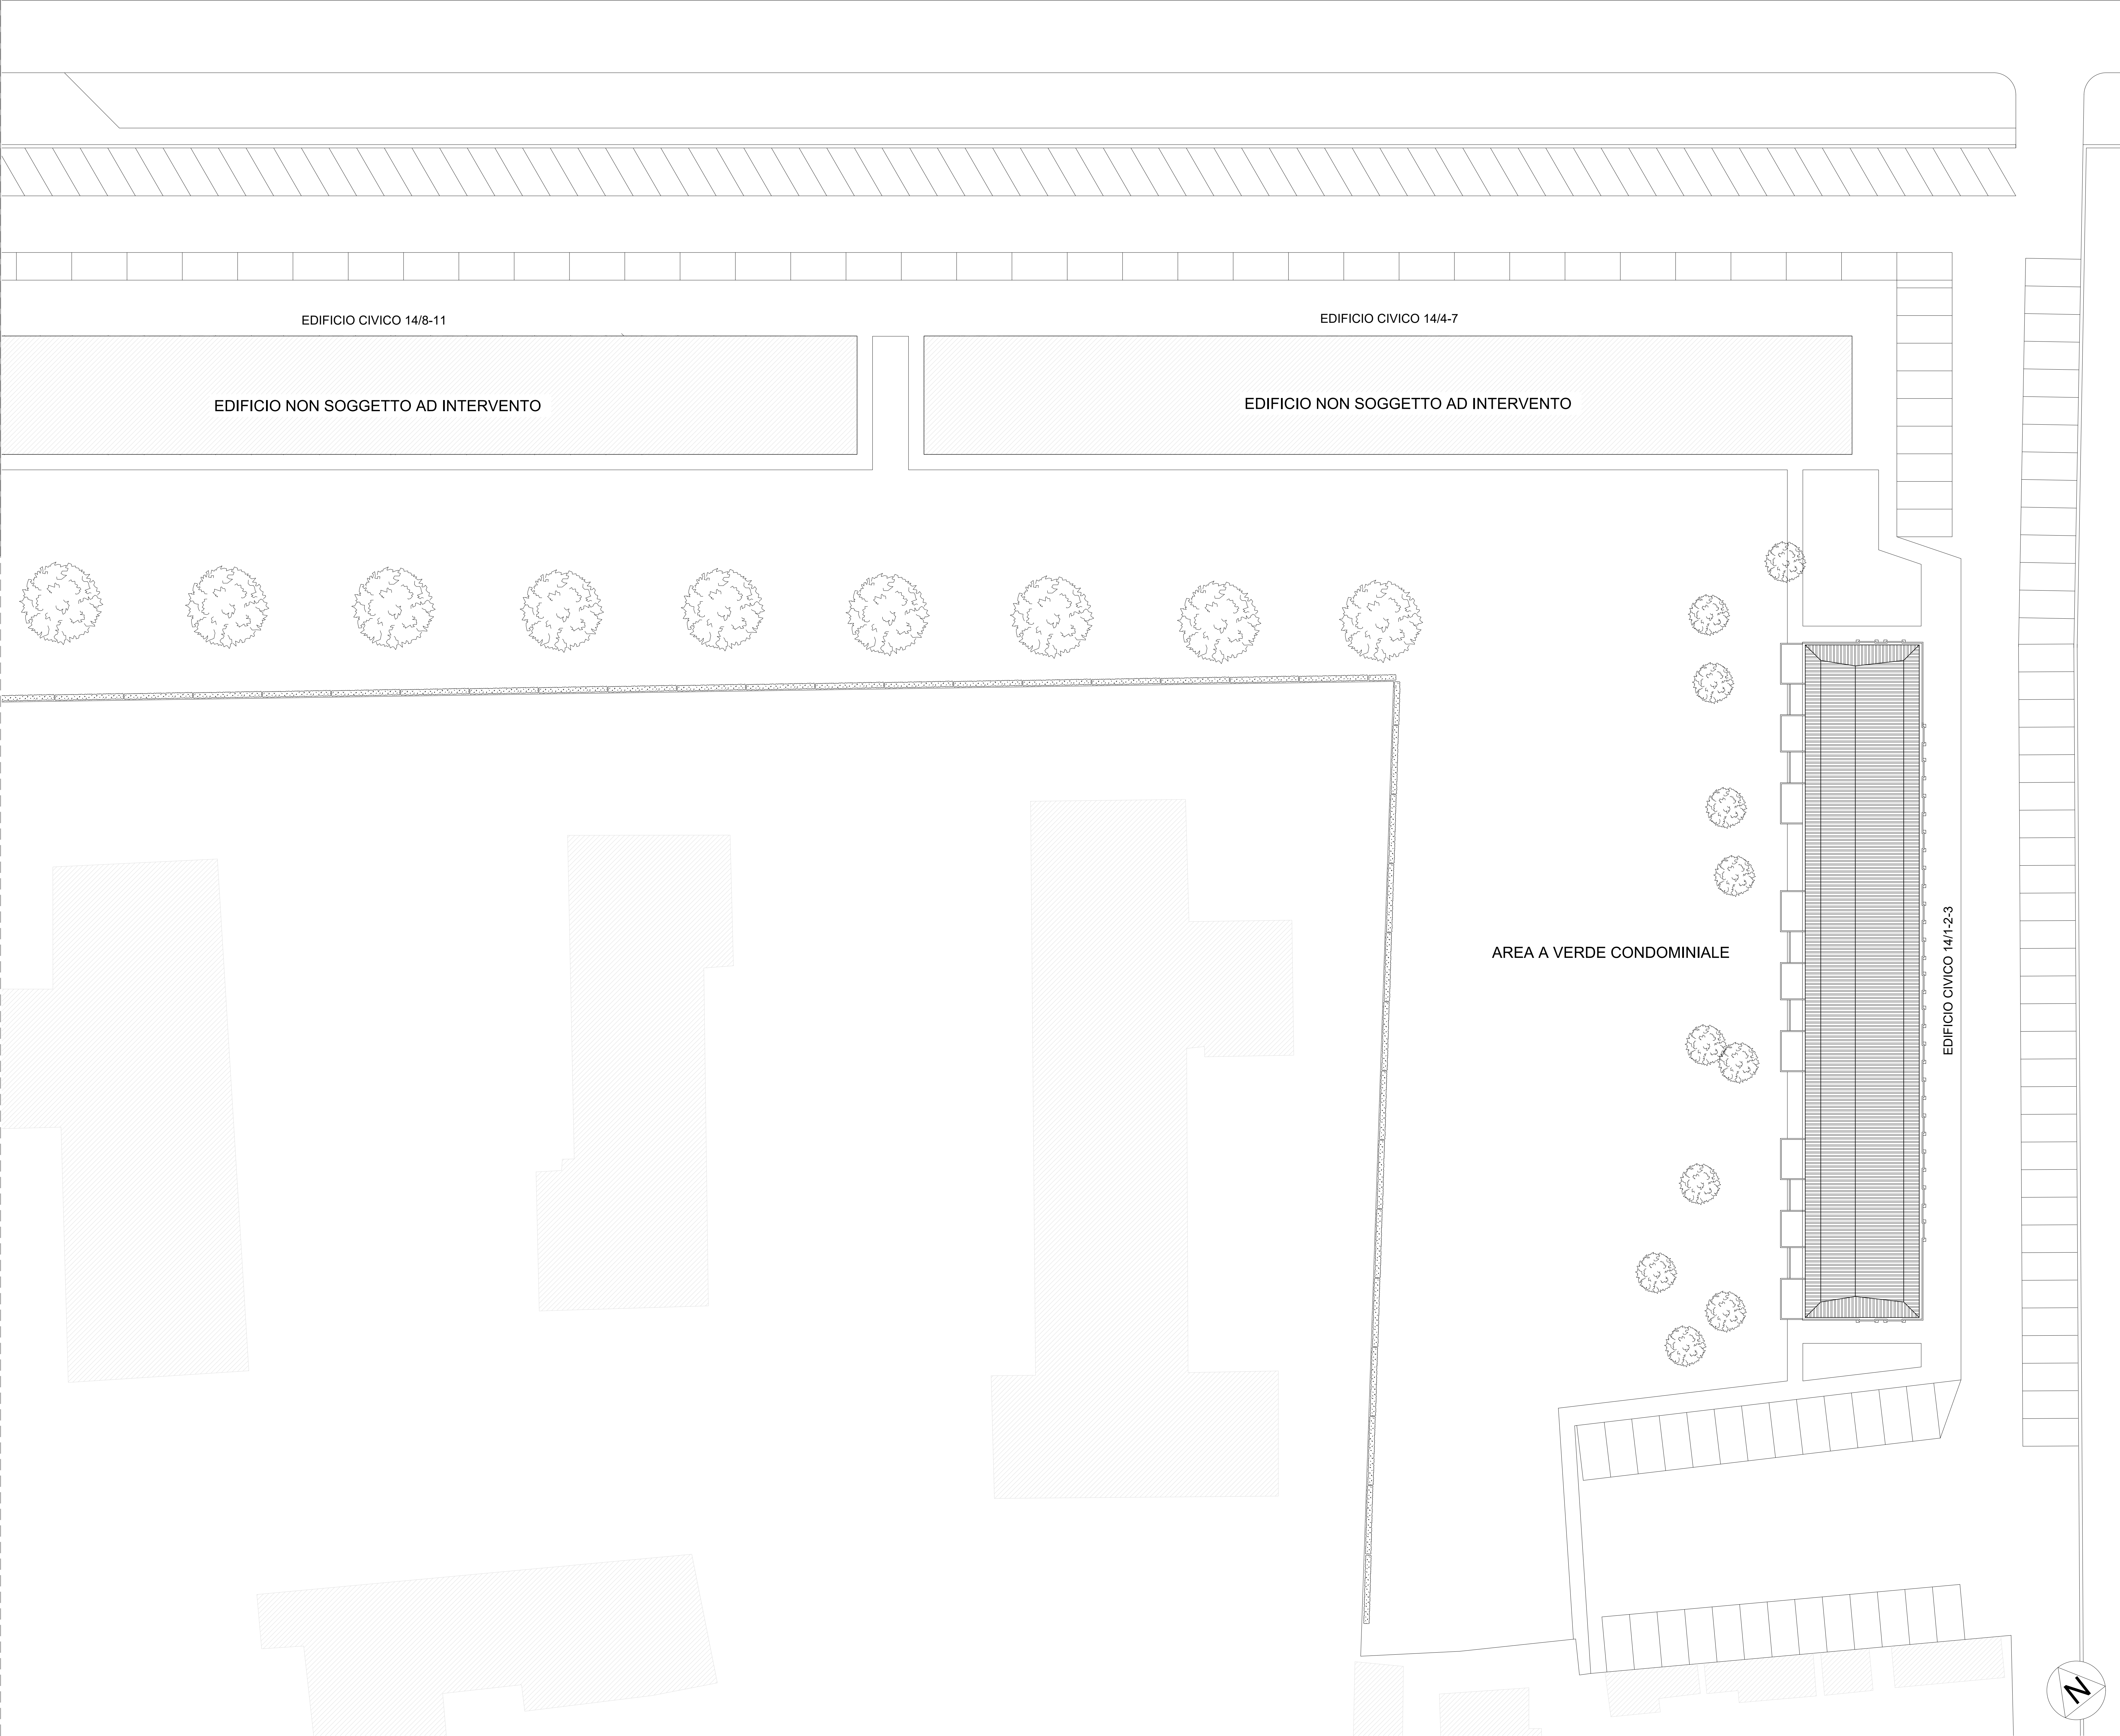 EDIFICIO CIVICO 14/8-11
EDIFICIO CIVICO 14/4-7
EDIFICIO NON SOGGETTO AD INTERVENTO
EDIFICIO NON SOGGETTO AD INTERVENTO
AREA A VERDE CONDOMINIALE
EDIFICIO CIVICO 14/1-2-3
N